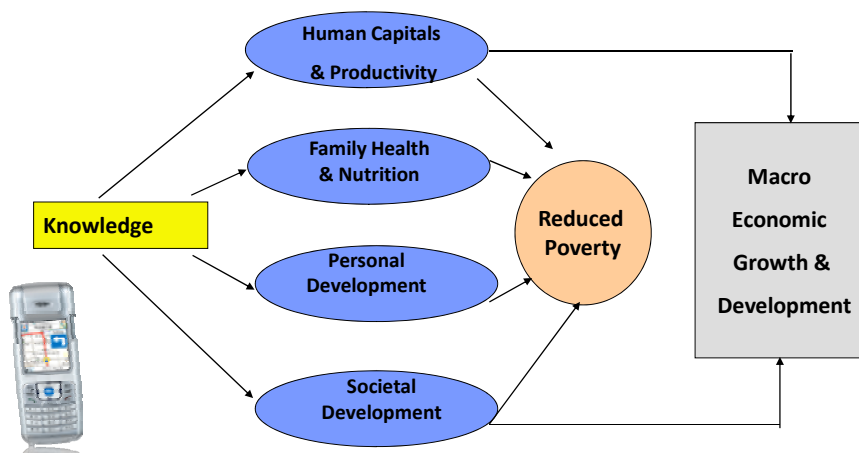 Human Capitals
& Productivity
Family Health
& Nutrition
Knowledge
Personal
Development
Societal
Development
Reduced
Poverty
Macro
Economic
Growth &
Development